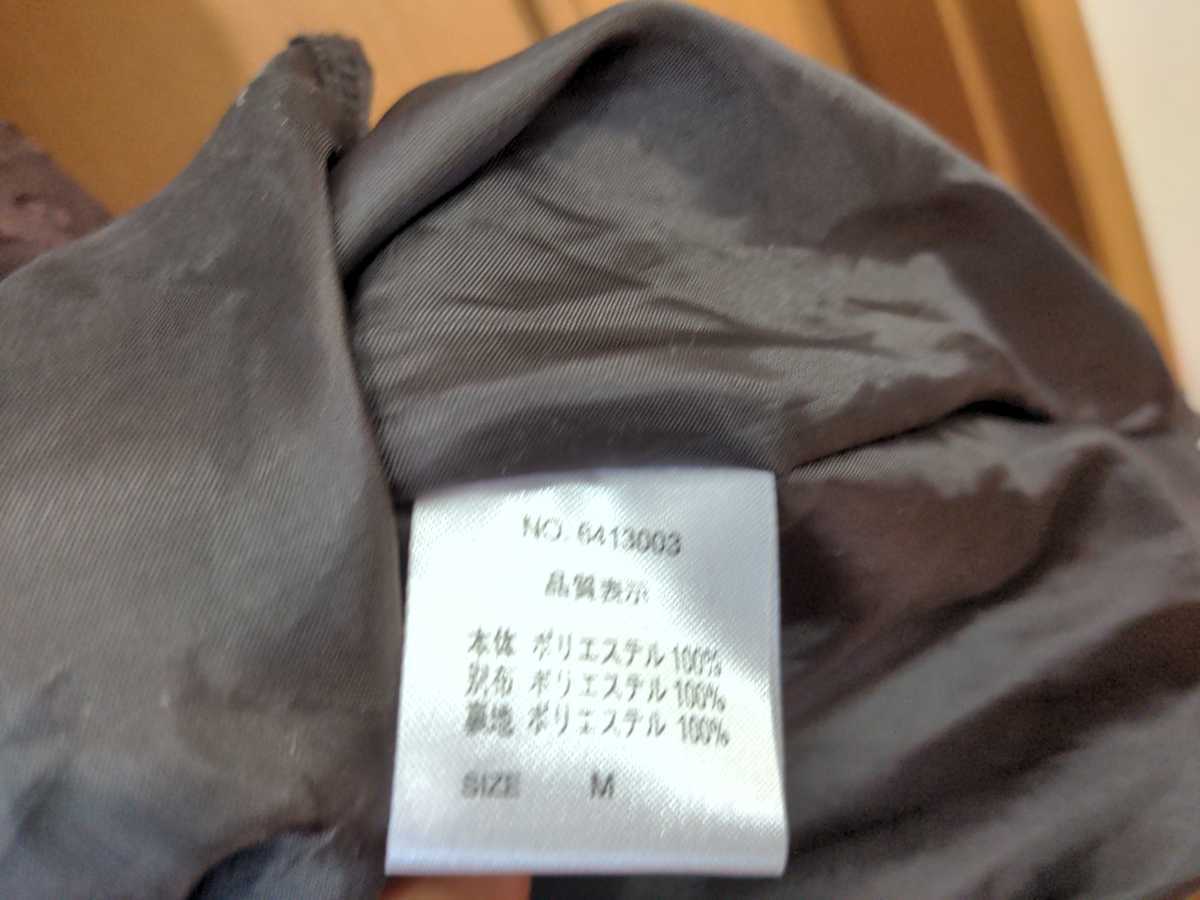 NO. 6413003
品質表示
本体 ポリエステル 100%
別布 ポリエステル 100%
裏地 ポリエステル 100%
SIZE M